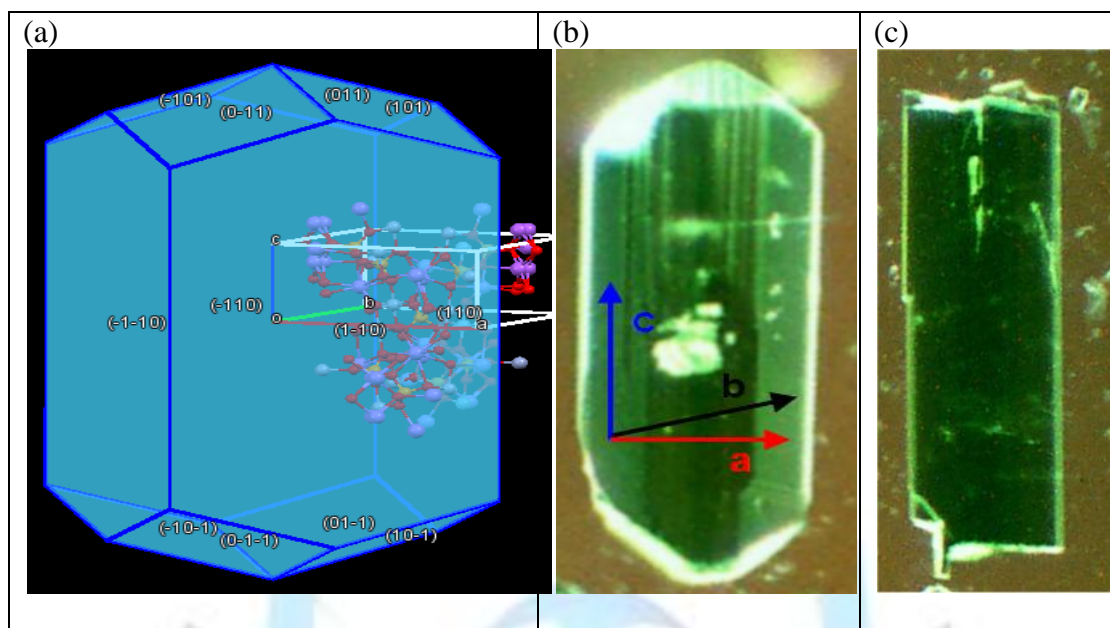 (a)
(b)
(c)
(-101)
(0-11)
(011)
(101)
c
o
b
a
(-110)
(-1-10)
(1-10)
(110)
(-10-1)
(0-1-1)
(01-1)
(10-1)
c
b
a